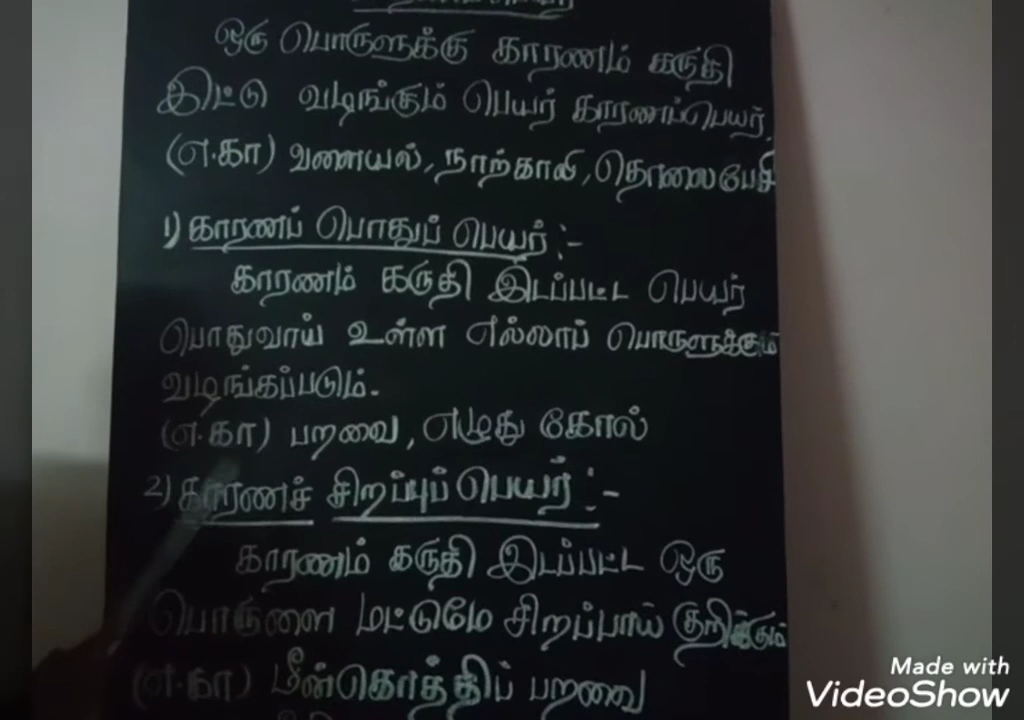 ஒரு பொருளுக்கு காரணம் கருதி
இட்டு வழங்கும் பெயர் காரணப்பெயர்.
(எ.கா) வணயல், நாற்காலி, தொலைபேசி
1) காரணப் பொதுப் பெயர் :-
காரணம் கருதி இடப்பட்ட பெயர்
பொதுவாய் உள்ள எல்லாப் பொருளுக்கும்
வழங்கப்படும்.
(எ.கா) பறவை, எழுது கோல்
2) காரணச் சிறப்புப் பெயர் :-
காரணம் கருதி இடப்பட்ட ஒரு
பொருளை மட்டுமே சிறப்பாய் குறிக்கும்
(எ.கா) மீன்கொத்திப் பறவை
Made with
VideoShow